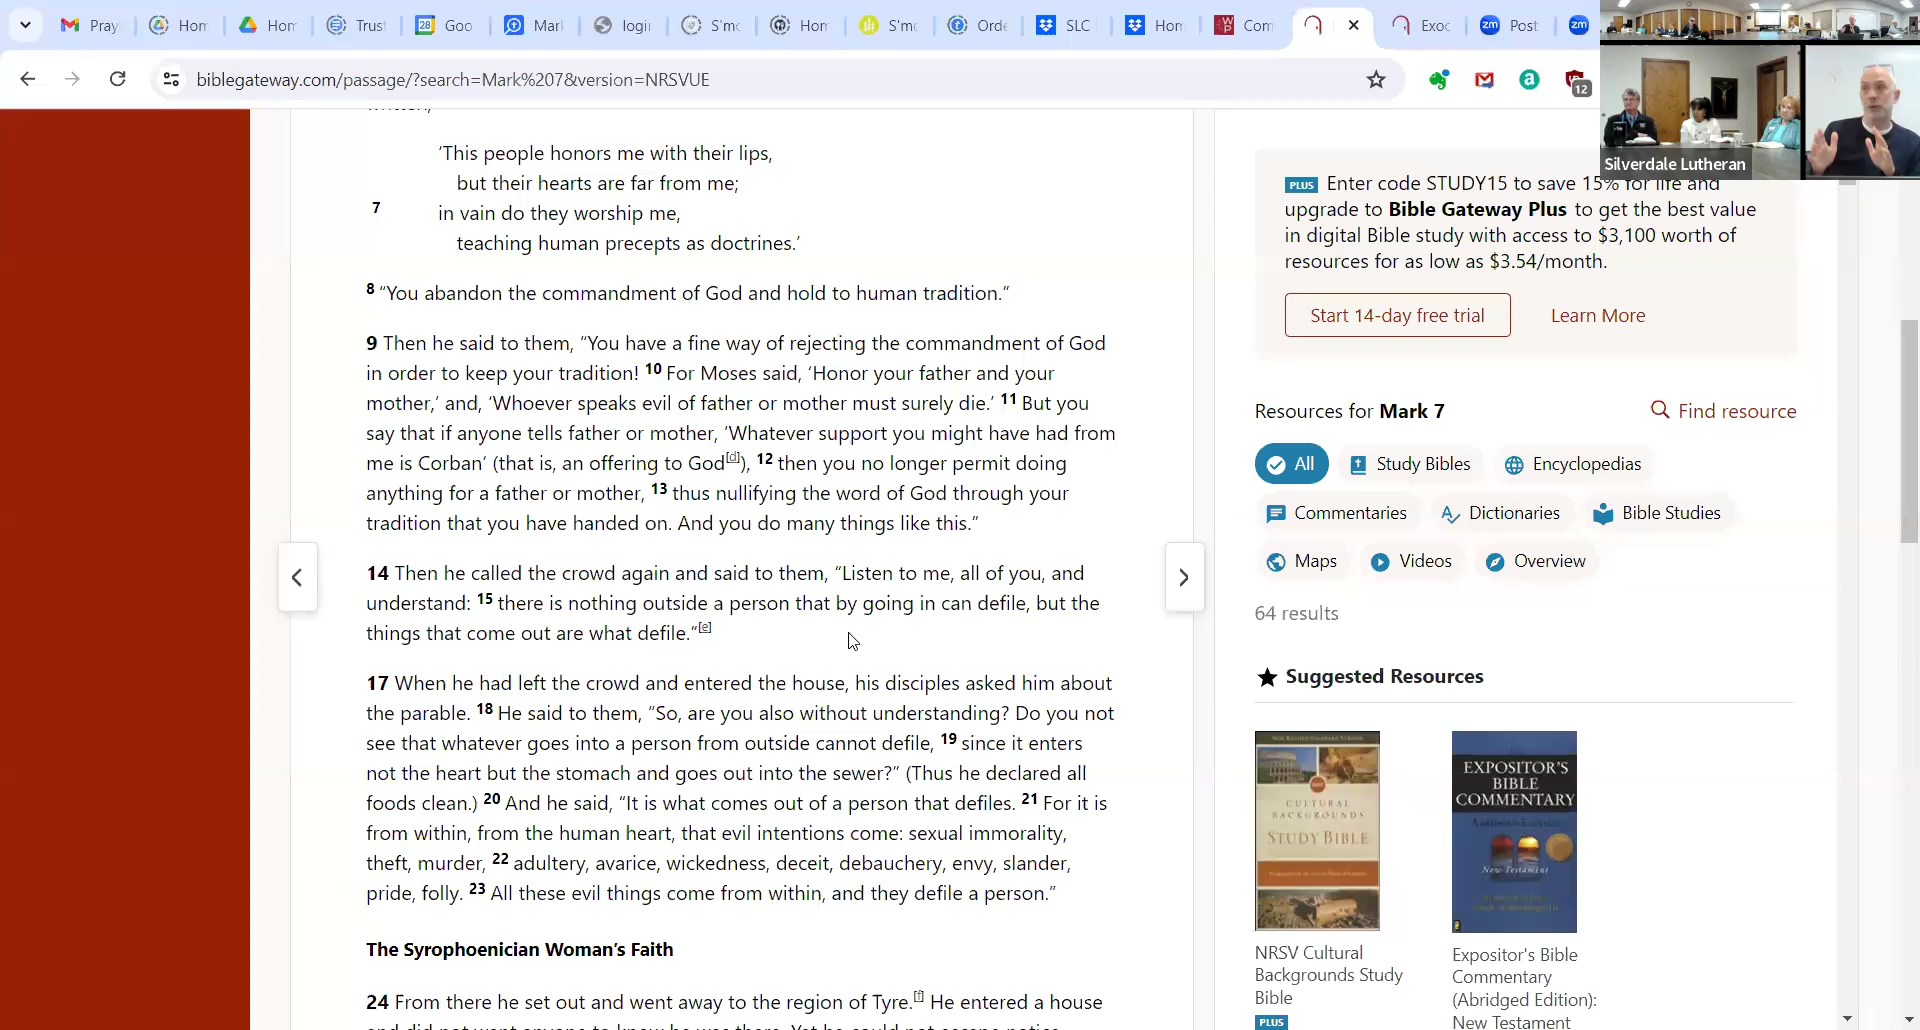 Pray
Hom
Hom
Trust
28
Goo
Mark
login
S'mo
Hom
S'mo
Orde
SLC
Hom
Com
Exod
zm
Post
zm
biblegateway.com/passage/?search=Mark%207&version=NRSVUE
12
Silverdale Lutheran
‘This people honors me with their lips,
but their hearts are far from me;
7 in vain do they worship me,
teaching human precepts as doctrines.’
8 “You abandon the commandment of God and hold to human tradition.”
9 Then he said to them, “You have a fine way of rejecting the commandment of God
in order to keep your tradition! 10 For Moses said, ‘Honor your father and your
mother,’ and, ‘Whoever speaks evil of father or mother must surely die.’ 11 But you
say that if anyone tells father or mother, ‘Whatever support you might have had from
me is Corban’ (that is, an offering to God[d]), 12 then you no longer permit doing
anything for a father or mother, 13 thus nullifying the word of God through your
tradition that you have handed on. And you do many things like this.”
14 Then he called the crowd again and said to them, “Listen to me, all of you, and
understand: 15 there is nothing outside a person that by going in can defile, but the
things that come out are what defile.”[e]
17 When he had left the crowd and entered the house, his disciples asked him about
the parable. 18 He said to them, “So, are you also without understanding? Do you not
see that whatever goes into a person from outside cannot defile, 19 since it enters
not the heart but the stomach and goes out into the sewer?” (Thus he declared all
foods clean.) 20 And he said, “It is what comes out of a person that defiles. 21 For it is
from within, from the human heart, that evil intentions come: sexual immorality,
theft, murder, 22 adultery, avarice, wickedness, deceit, debauchery, envy, slander,
pride, folly. 23 All these evil things come from within, and they defile a person.”
The Syrophoenician Woman’s Faith
24 From there he set out and went away to the region of Tyre.[f] He entered a house
PLUS Enter code STUDY15 to save 15% for life and
upgrade to Bible Gateway Plus to get the best value
in digital Bible study with access to $3,100 worth of
resources for as low as $3.54/month.
Start 14-day free trial
Learn More
Resources for Mark 7
Find resource
All
Study Bibles
Encyclopedias
Commentaries
Dictionaries
Bible Studies
Maps
Videos
Overview
64 results
Suggested Resources
CULTURAL
BACKGROUNDS
STUDY BIBLE
EXPOSITOR'S
BIBLE
COMMENTARY
New Testament
NRSV Cultural
Backgrounds Study
Bible
PLUS
Expositor's Bible
Commentary
(Abridged Edition):
New Testament